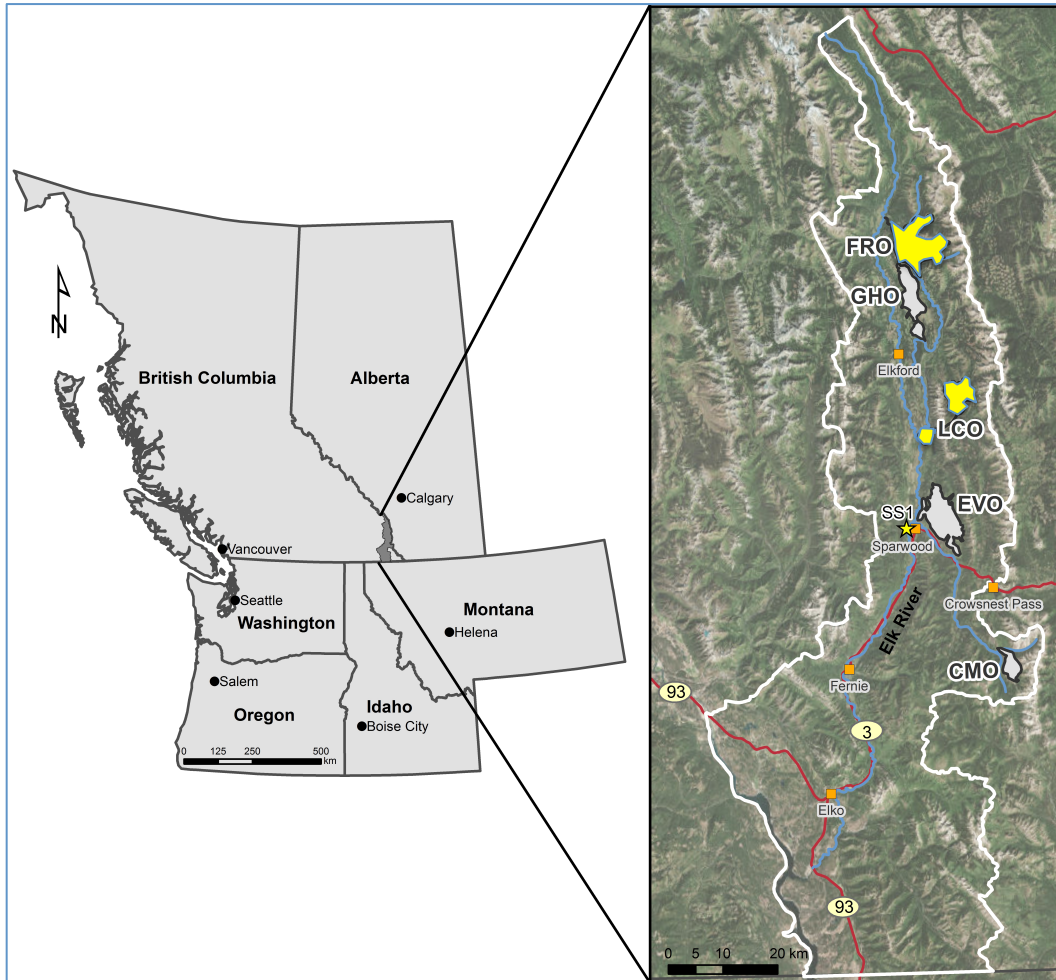 N
British Columbia
Alberta
Calgary
Vancouver
Seattle
Washington
Montana
Helena
Salem
Oregon
Idaho
Boise City
0 125 250 500
km
FRO
GHO
Elkford
LCO
EVO
SS1
Sparwood
Crowsnest Pass
Elk River
CMO
Fernie
93
3
Elko
93
0 5 10 20 km